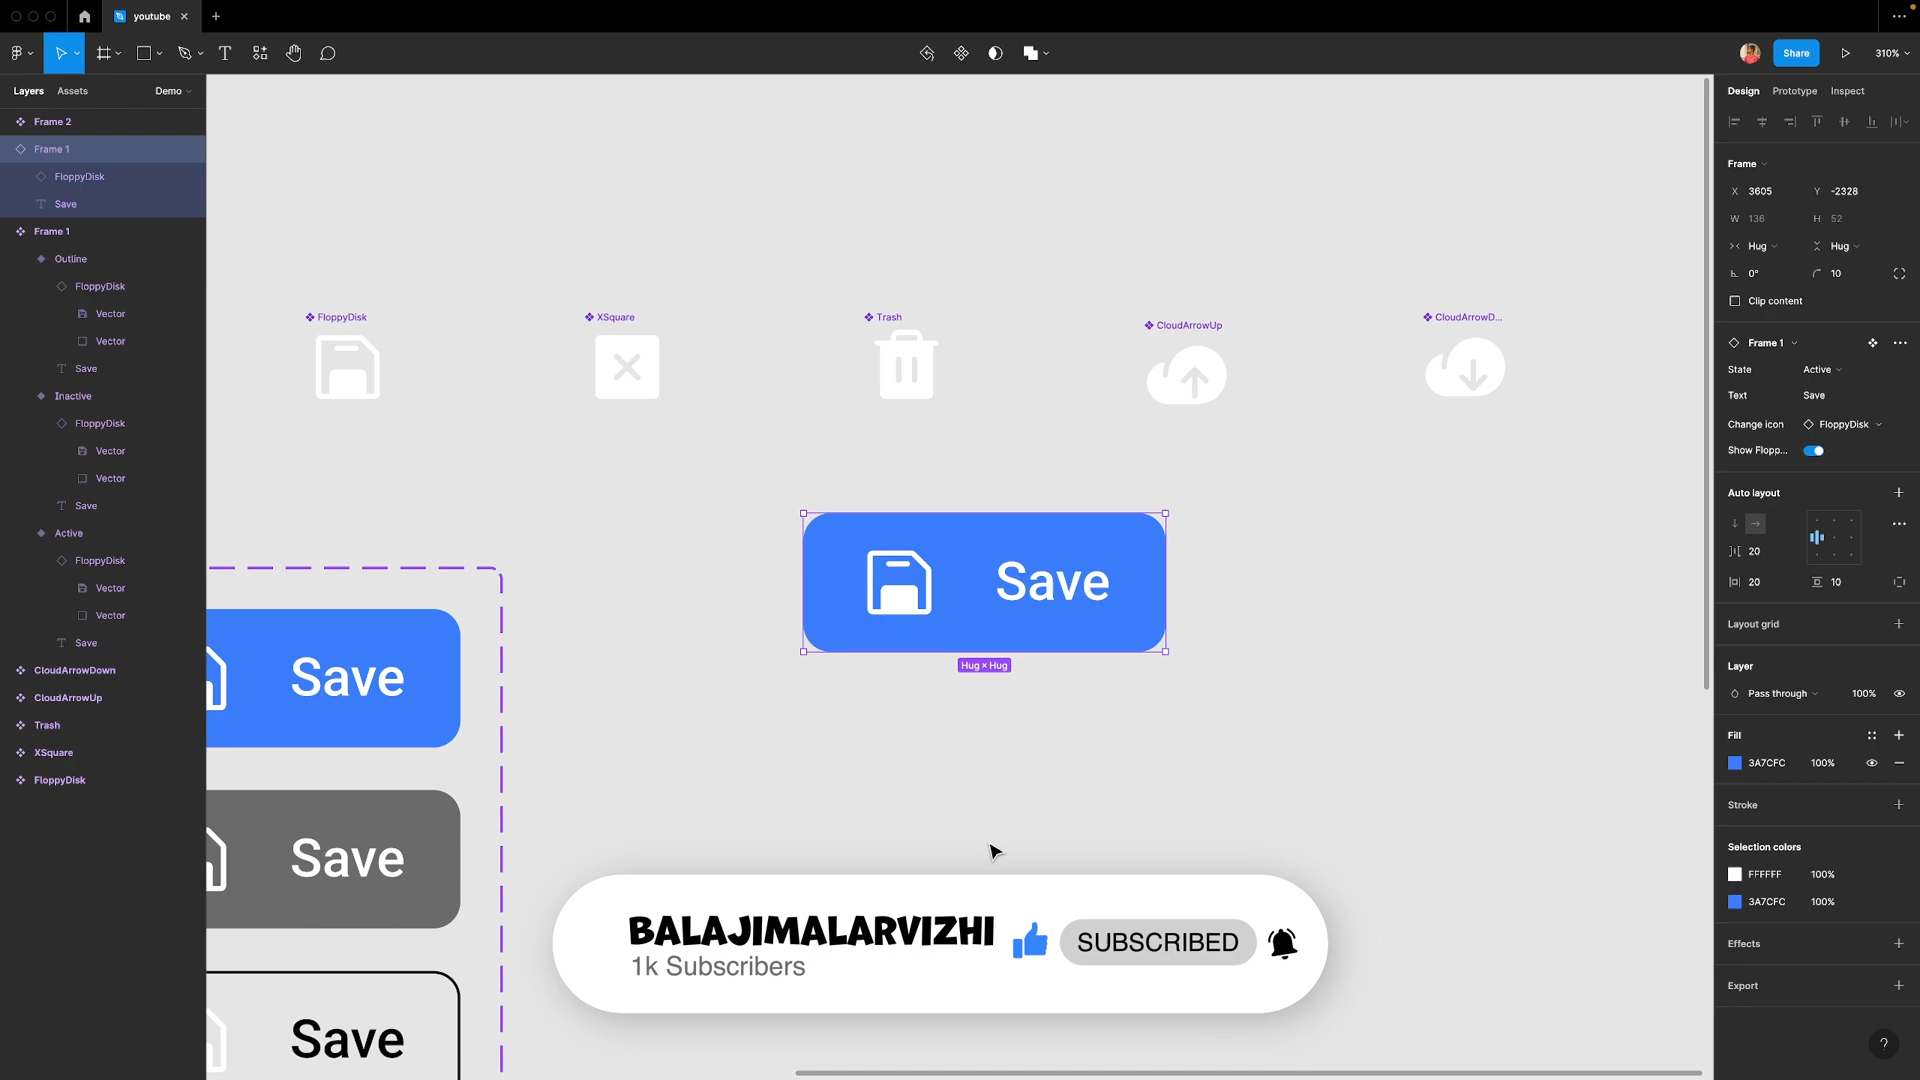 youtube
Share
310%
Layers
Assets
Demo
Frame 2
Frame 1
FloppyDisk
Save
Frame 1
Outline
FloppyDisk
Vector
Vector
Save
Inactive
FloppyDisk
Vector
Vector
Save
Active
FloppyDisk
Vector
Vector
Save
CloudArrowDown
CloudArrowUp
Trash
XSquare
FloppyDisk
FloppyDisk
XSquare
Trash
CloudArrowUp
CloudArrowD...
Save
Hug × Hug
Save
Save
Save
BALAJIMALARVIZHI
1k Subscribers
SUBSCRIBED
Design
Prototype
Inspect
Frame
X 3605
Y -2328
W 136
H 52
Hug
Hug
0°
10
Clip content
Frame 1
State
Active
Text
Save
Change icon
FloppyDisk
Show Flopp...
Auto layout
20
20
10
Layout grid
Layer
Pass through
100%
Fill
3A7CFC
100%
Stroke
Selection colors
FFFFFF
100%
3A7CFC
100%
Effects
Export
?